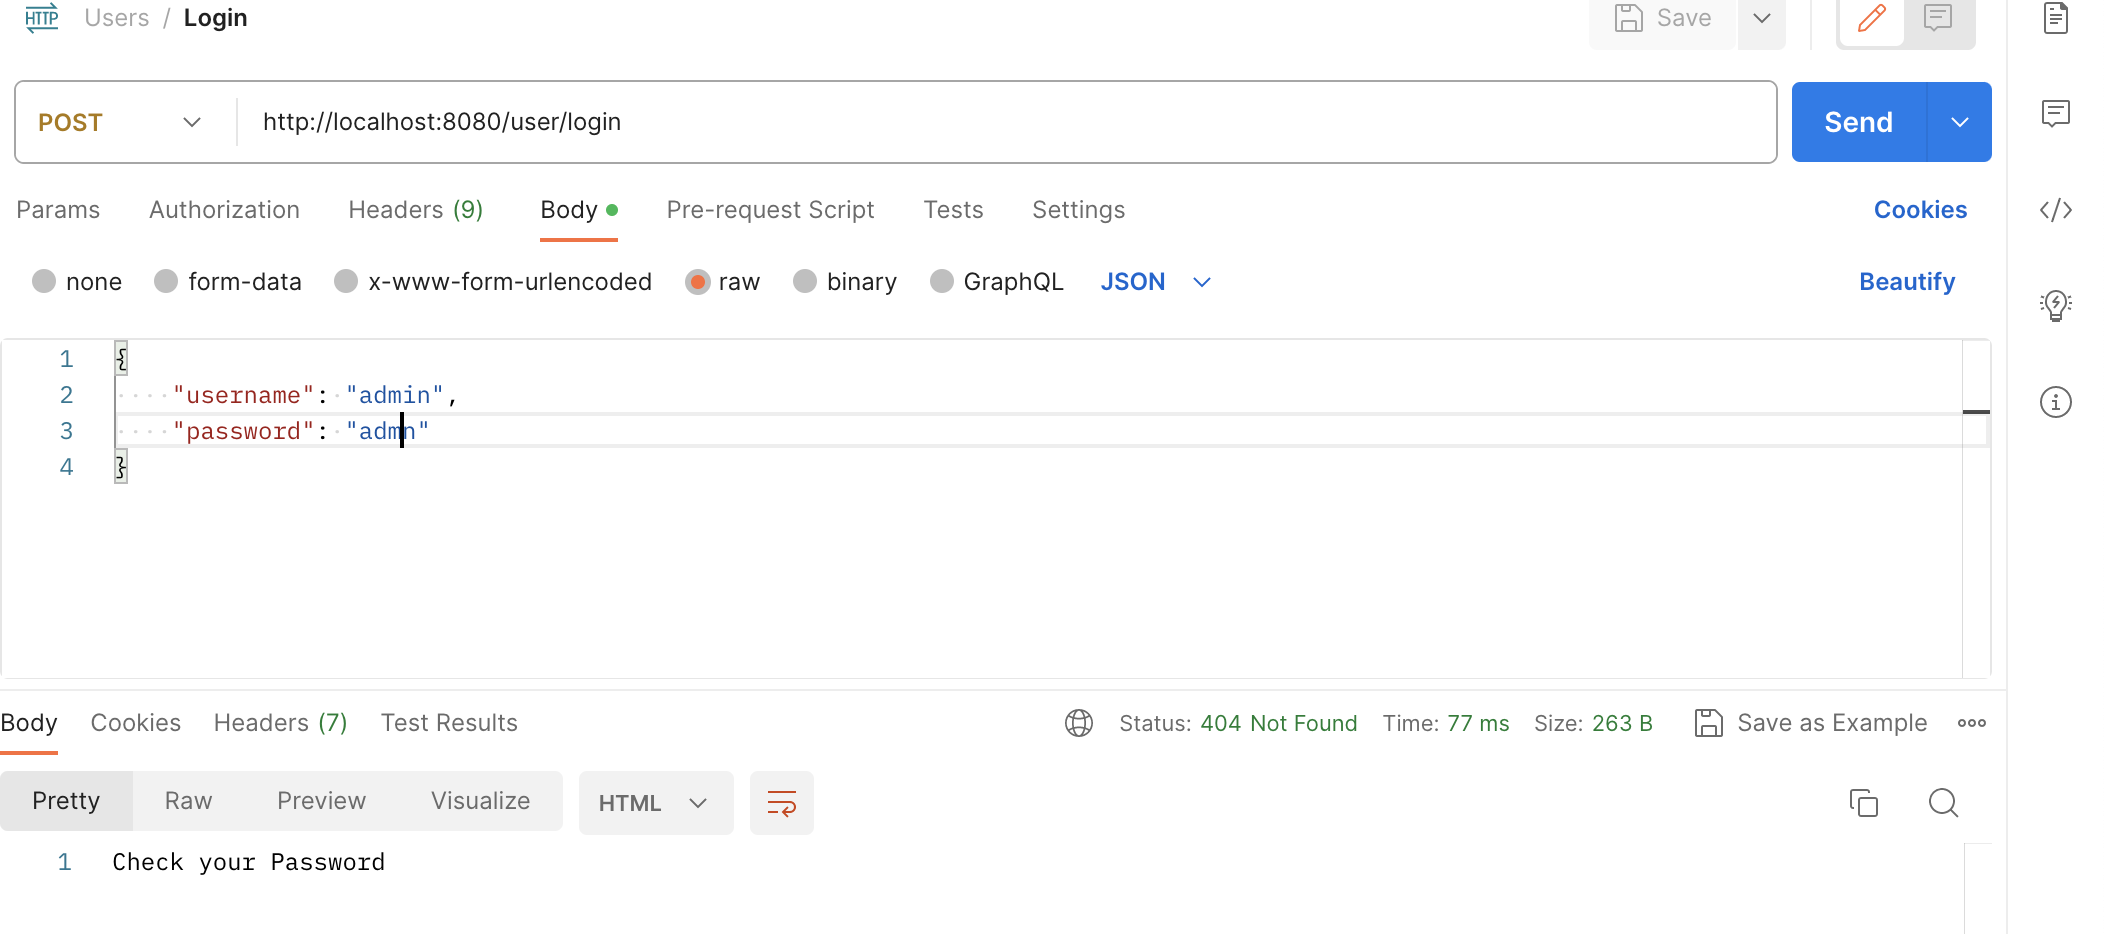 HTTP Users / Login Save
POST http://localhost:8080/user/login Send
Params Authorization Headers (9) Body Pre-request Script Tests Settings Cookies
none form-data x-www-form-urlencoded raw binary GraphQL JSON Beautify
1 {
2 "username": "admin",
3 "password": "admn"
4 }
Body Cookies Headers (7) Test Results Status: 404 Not Found Time: 77 ms Size: 263 B Save as Example
Pretty Raw Preview Visualize HTML
1 Check your Password